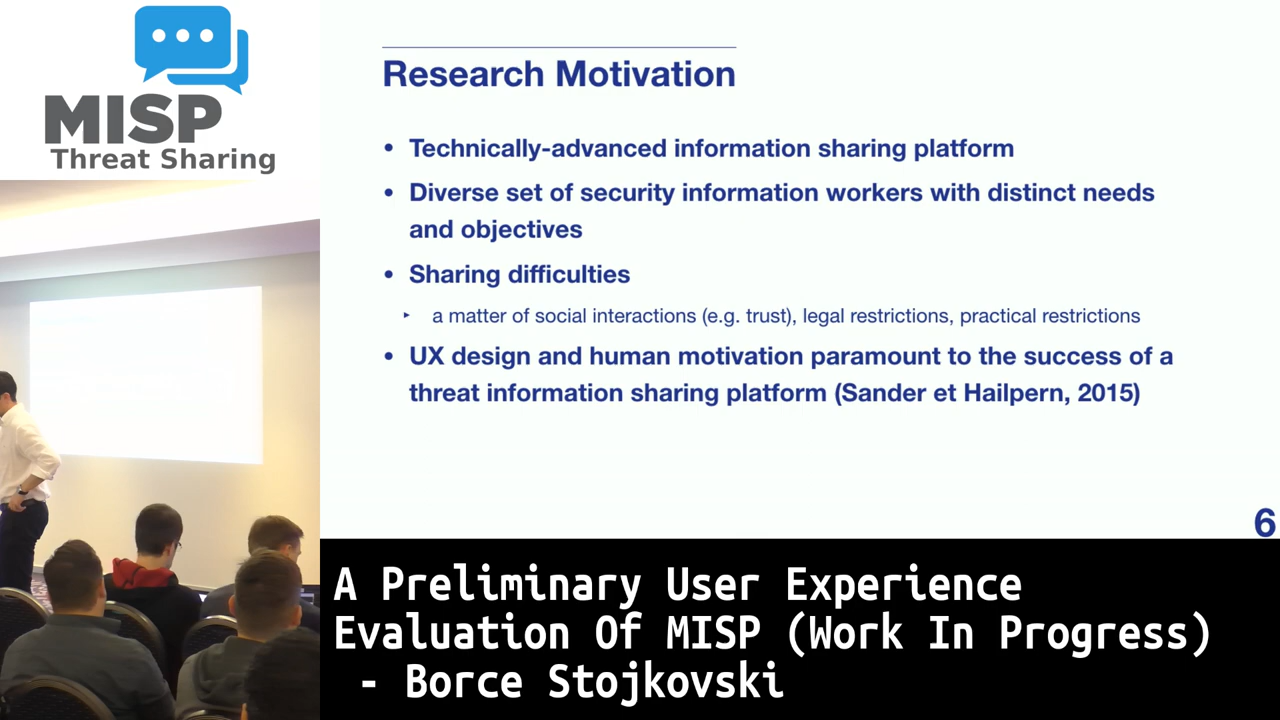 MISP
Threat Sharing
Research Motivation
• Technically-advanced information sharing platform
• Diverse set of security information workers with distinct needs
and objectives
• Sharing difficulties
‣ a matter of social interactions (e.g. trust), legal restrictions, practical restrictions
• UX design and human motivation paramount to the success of a
threat information sharing platform (Sander et Hailpern, 2015)
6
A Preliminary User Experience
Evaluation Of MISP (Work In Progress)
- Borce Stojkovski